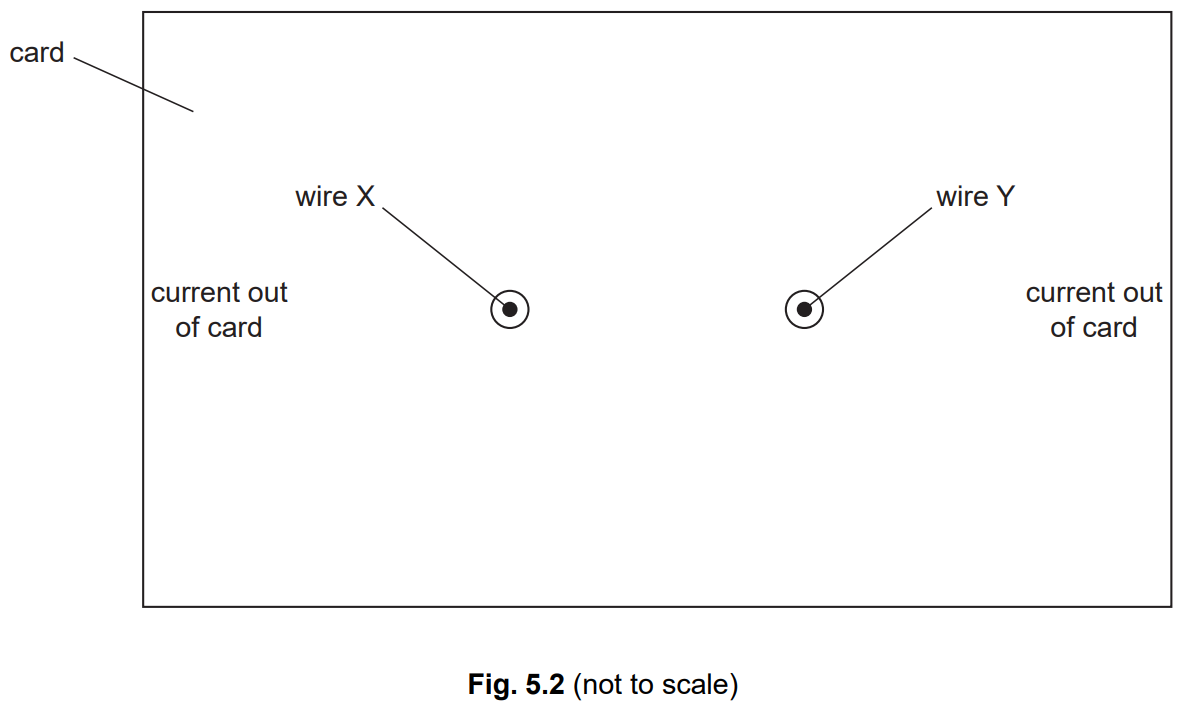 card
wire X
wire Y
current out
of card
current out
of card
Fig. 5.2 (not to scale)